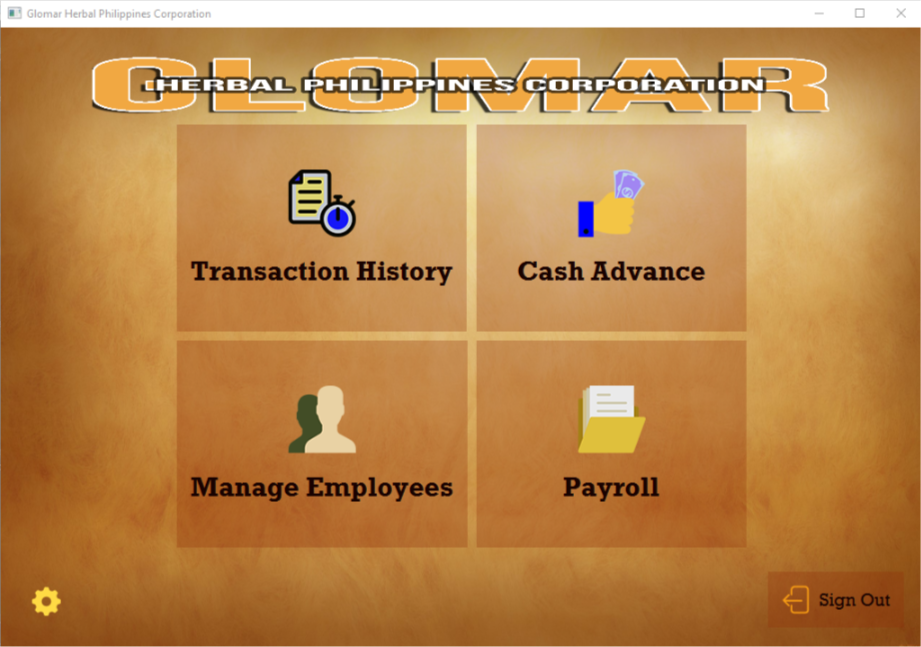 Glomar Herbal Philippines Corporation
GLOMAR
HERBAL PHILIPPINES CORPORATION
Transaction History
Cash Advance
Manage Employees
Payroll
Sign Out